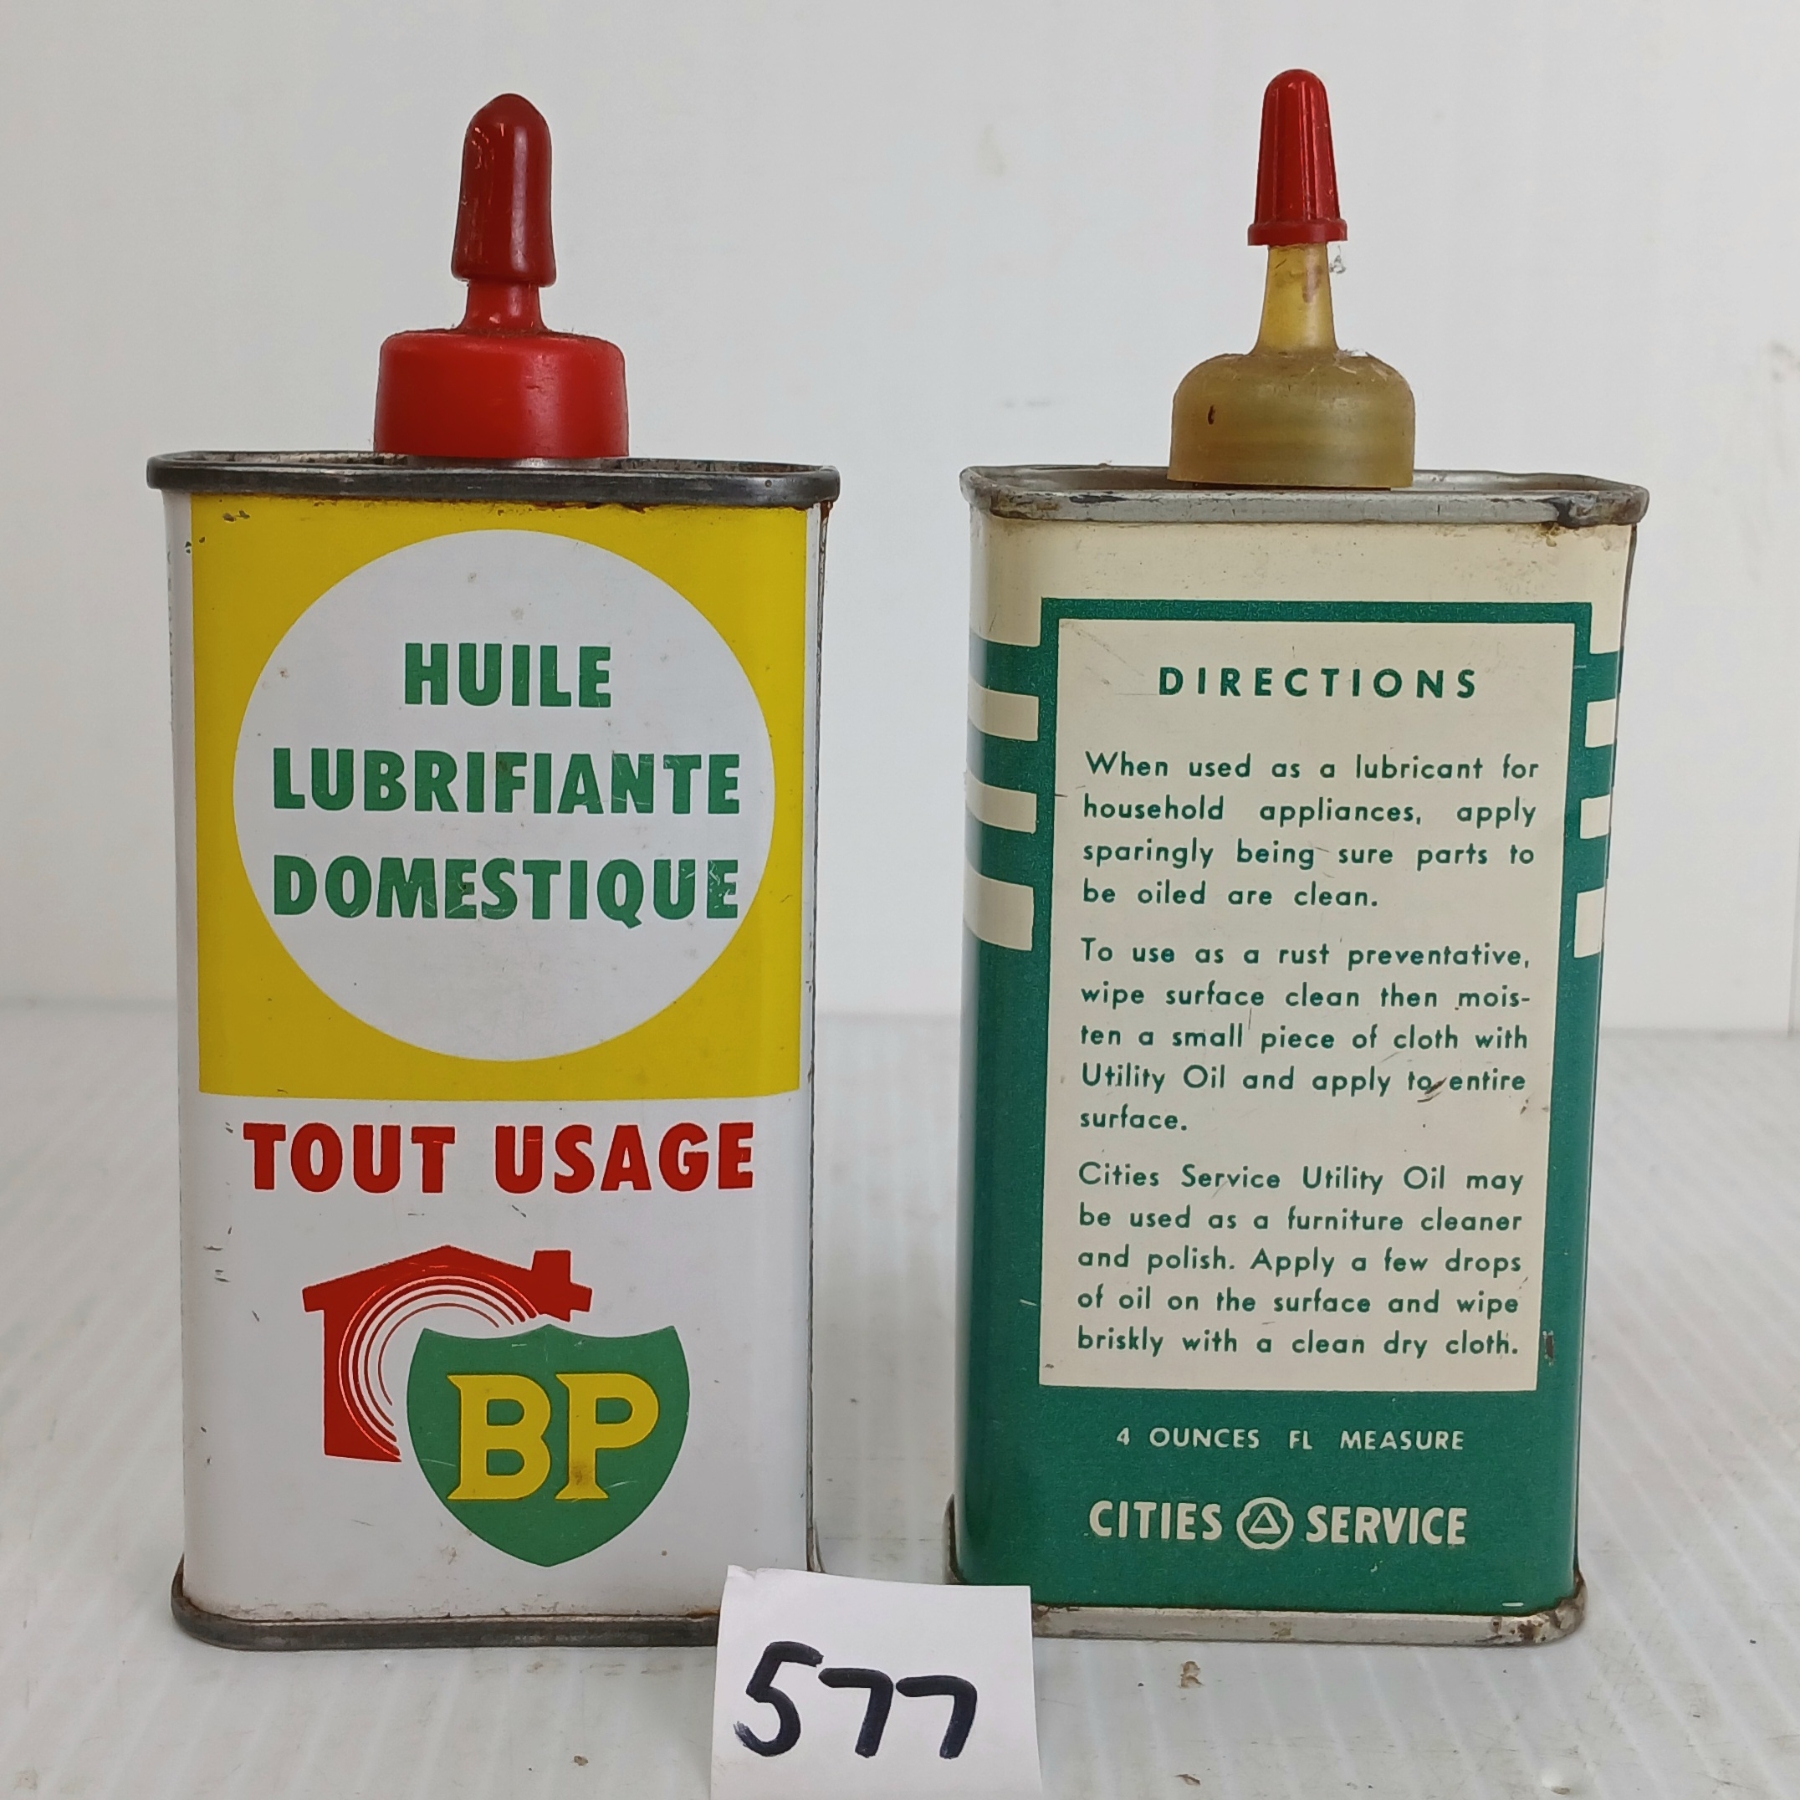 HUILE
LUBRIFIANTE
DOMESTIQUE
TOUT USAGE
BP
DIRECTIONS
When used as a lubricant for
household appliances, apply
sparingly being sure parts to
be oiled are clean.
To use as a rust preventative,
wipe surface clean then mois-
ten a small piece of cloth with
Utility Oil and apply to entire
surface.
Cities Service Utility Oil may
be used as a furniture cleaner
and polish. Apply a few drops
of oil on the surface and wipe
briskly with a clean dry cloth.
4 OUNCES FL MEASURE
CITIES SERVICE
577